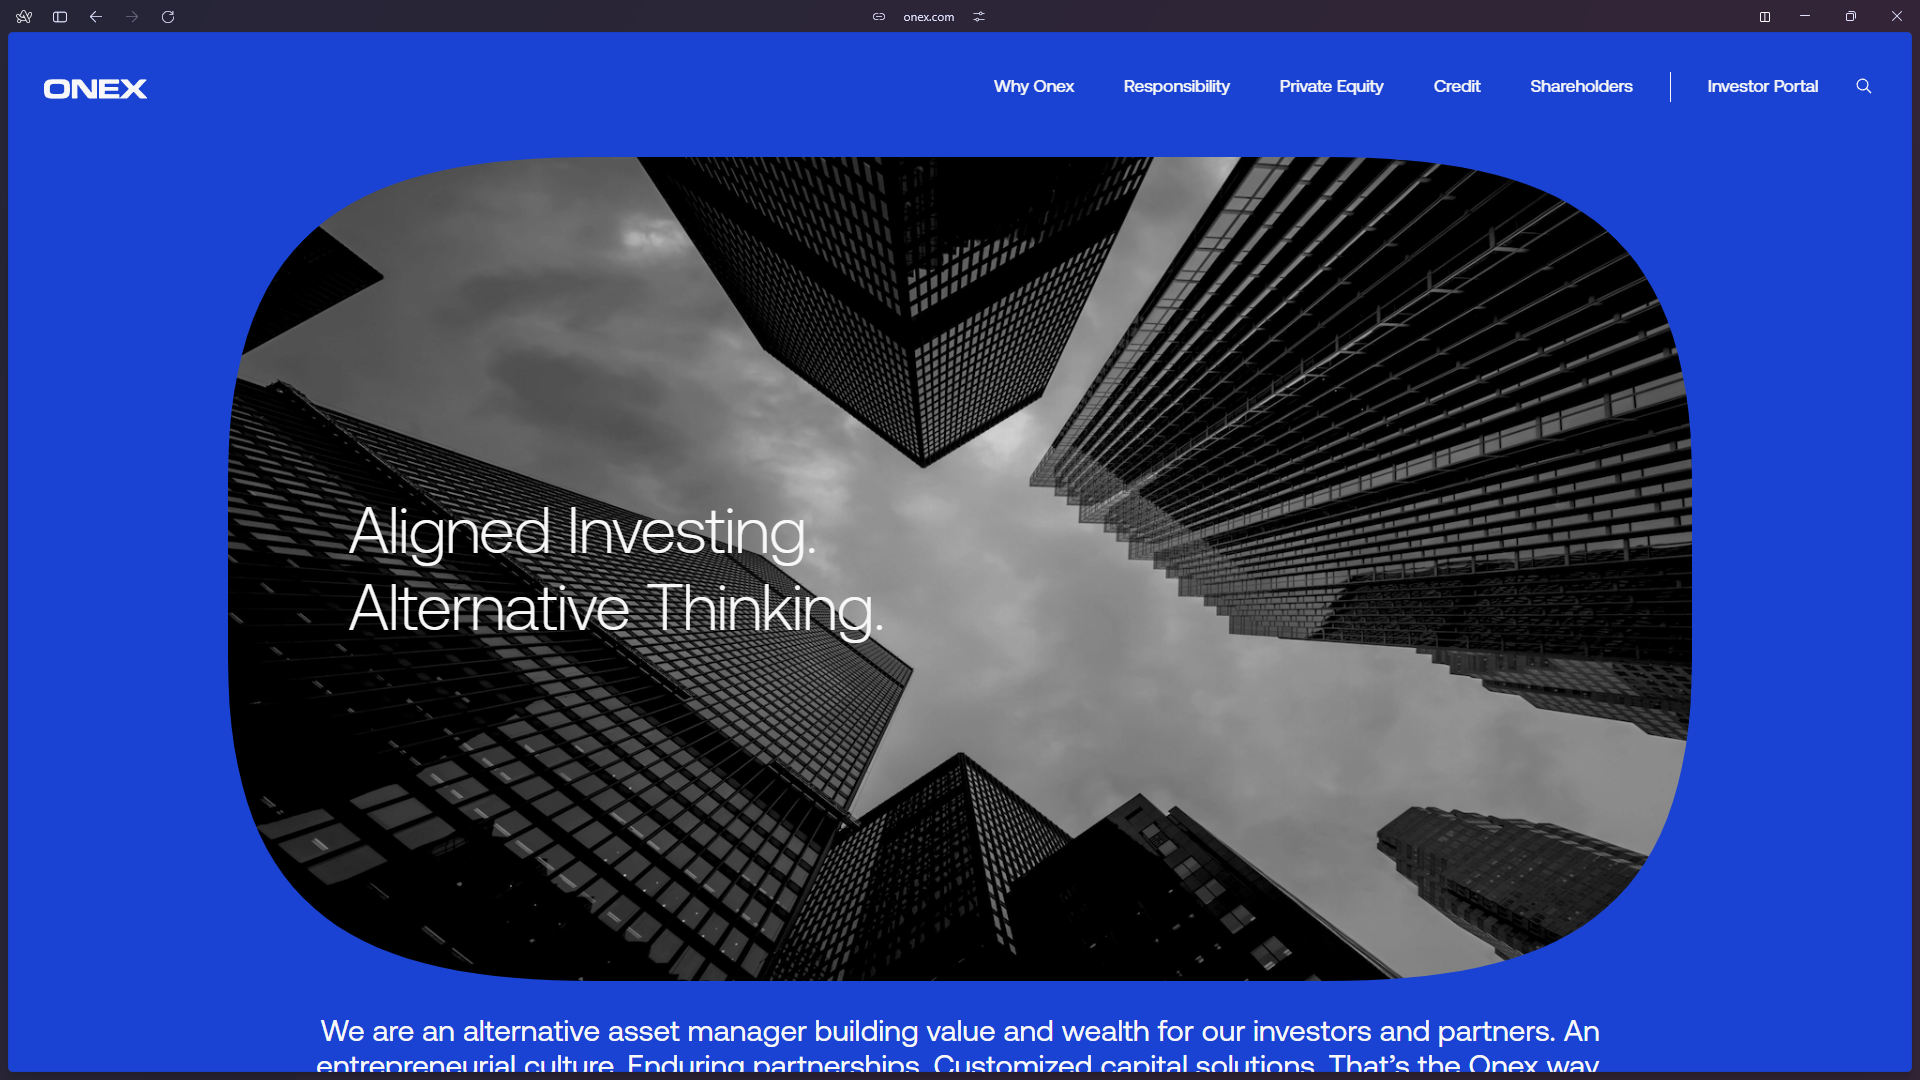 onex.com
ONEX
Why Onex
Responsibility
Private Equity
Credit
Shareholders
Investor Portal
Aligned Investing.
Alternative Thinking.
We are an alternative asset manager building value and wealth for our investors and partners. An
entrepreneurial culture. Enduring partnerships. Customized capital solutions. That’s the Onex way